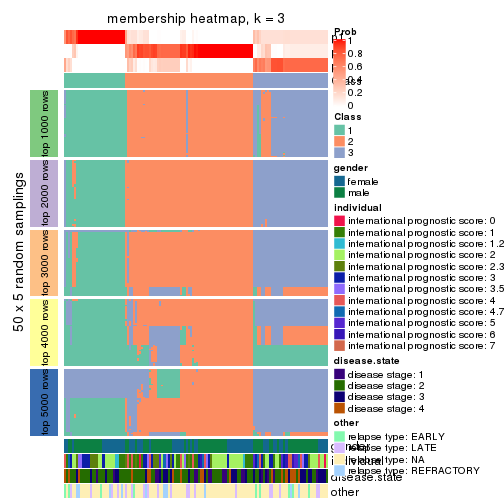 membership heatmap, k = 3
50 x 5 random samplings
top 1000 rows
top 2000 rows
top 3000 rows
top 4000 rows
top 5000 rows
Prob
1
0.8
0.6
0.4
0.2
0
Class
1
2
3
gender
female
male
individual
international prognostic score: 0
international prognostic score: 1
international prognostic score: 1.2
international prognostic score: 2
international prognostic score: 2.3
international prognostic score: 3
international prognostic score: 3.5
international prognostic score: 4
international prognostic score: 4.7
international prognostic score: 5
international prognostic score: 6
international prognostic score: 7
disease.state
disease stage: 1
disease stage: 2
disease stage: 3
disease stage: 4
other
relapse type: EARLY
relapse type: LATE
relapse type: NA
relapse type: REFRACTORY
gender
individual
disease.state
other